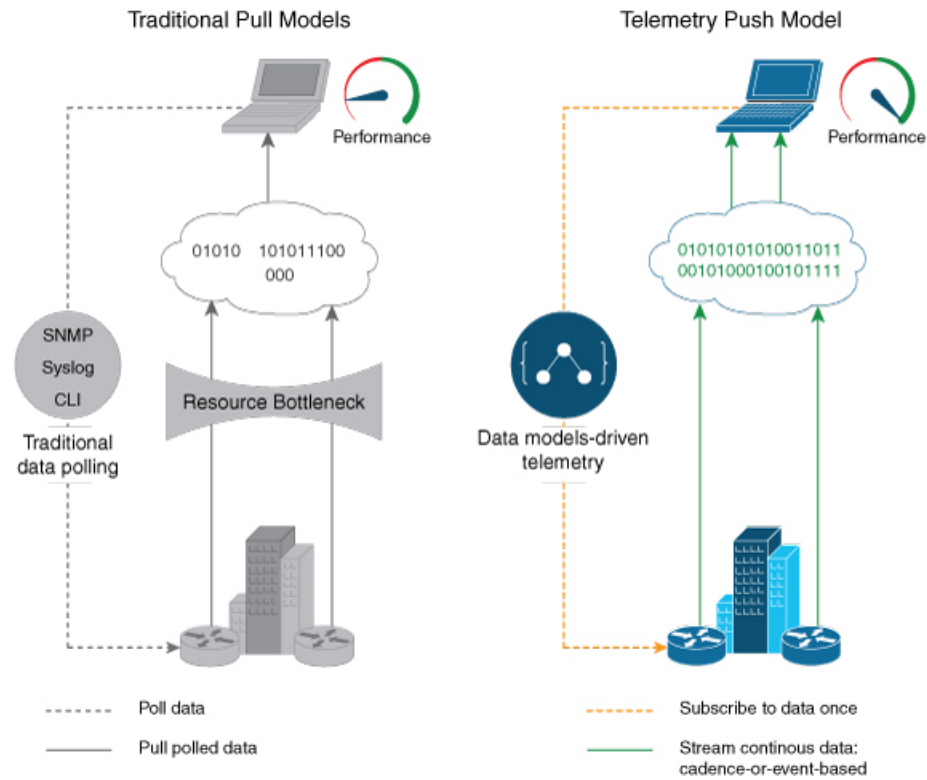 Traditional Pull Models
Performance
01010 101011100
000
SNMP
Syslog
CLI
Resource Bottleneck
Traditional
data polling
Poll data
Pull polled data
Telemetry Push Model
Performance
01010101010011011
00101000100101111
Data models-driven
telemetry
Subscribe to data once
Stream continous data:
cadence-or-event-based